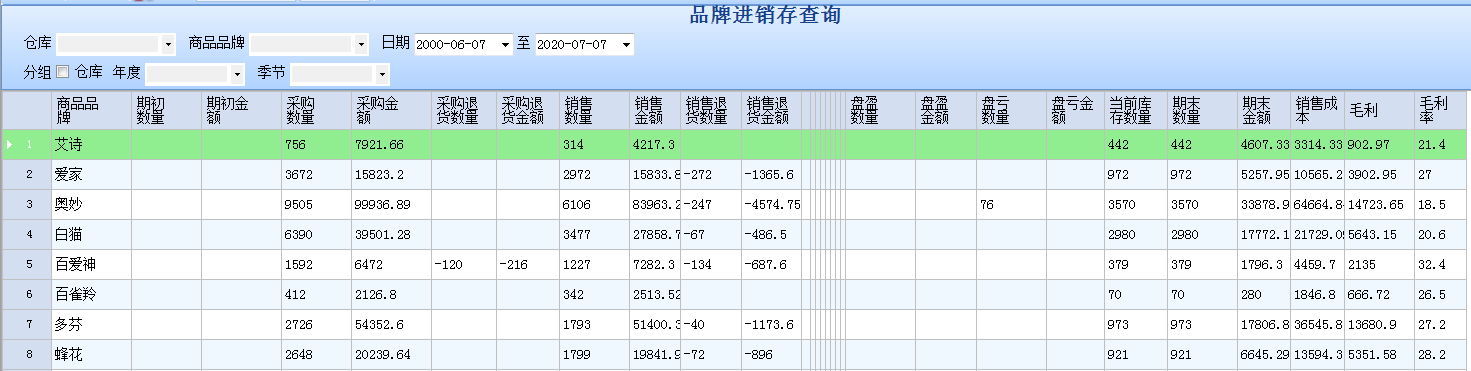 品牌进销存查询
仓库 商品品牌 日期 2000-06-07 至 2020-07-07
分组 仓库 年度 季节
商品品牌 期初数量 期初金额 采购数量 采购金额 采购退货数量 采购退货金额 销售数量 销售金额 销售退货数量 销售退货金额 盘盈数量 盘盈金额 盘亏数量 盘亏金额 当前库存数量 期末数量 期末金额 销售成本 毛利 毛利率
1 艾诗 756 7921.66 314 4217.3 442 442 4607.33 3314.33 902.97 21.4
2 爱家 3672 15823.2 2972 15833.8 -272 -1365.6 972 972 5257.95 10565.2 3902.95 27
3 奥妙 9505 99936.89 6106 83963.2 -247 -4574.75 76 3570 3570 33878.9 64664.8 14723.65 18.5
4 白猫 6390 39501.28 3477 27858.7 -67 -486.5 2980 2980 17772.1 21729.09 5643.15 20.6
5 百爱神 1592 6472 -120 -216 1227 7282.3 -134 -687.6 379 379 1796.3 4459.7 2135 32.4
6 百雀羚 412 2126.8 342 2513.52 70 70 280 1846.8 666.72 26.5
7 多芬 2726 54352.6 1793 51400.3 -40 -1173.6 973 973 17806.8 36545.8 13680.9 27.2
8 蜂花 2648 20239.64 1799 19841.9 -72 -896 921 921 6645.29 13594.3 5351.58 28.2